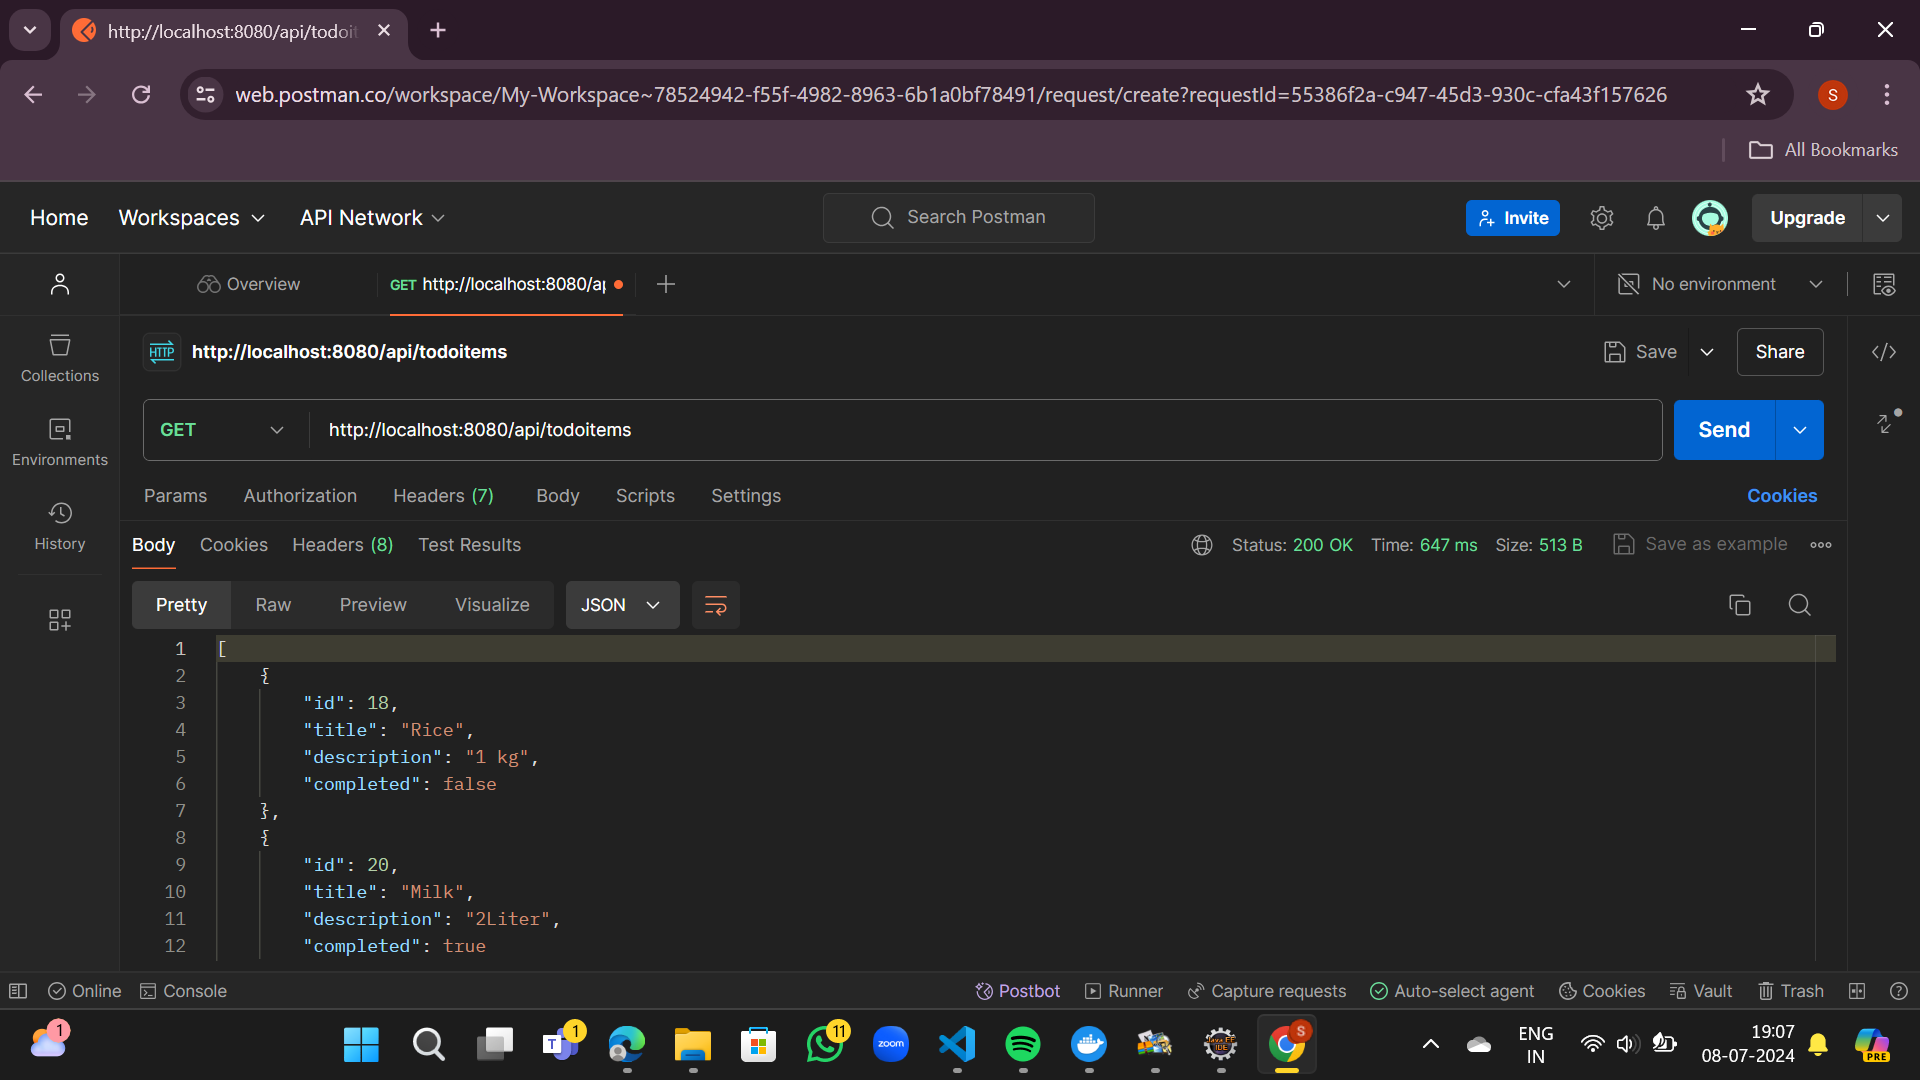 http://localhost:8080/api/todoit
web.postman.co/workspace/My-Workspace~78524942-f55f-4982-8963-6b1a0bf78491/request/create?requestId=55386f2a-c947-45d3-930c-cfa43f157626
S
All Bookmarks
Home
Workspaces
API Network
Search Postman
Invite
Upgrade
Overview
GET http://localhost:8080/ap
No environment
HTTP
http://localhost:8080/api/todoitems
Save
Share
Collections
GET
http://localhost:8080/api/todoitems
Send
Environments
Params
Authorization
Headers (7)
Body
Scripts
Settings
Cookies
History
Body
Cookies
Headers (8)
Test Results
Status: 200 OK
Time: 647 ms
Size: 513 B
Save as example
Pretty
Raw
Preview
Visualize
JSON
1 [
2 {
3 "id": 18,
4 "title": "Rice",
5 "description": "1 kg",
6 "completed": false
7 },
8 {
9 "id": 20,
10 "title": "Milk",
11 "description": "2Liter",
12 "completed": true
Online
Console
Postbot
Runner
Capture requests
Auto-select agent
Cookies
Vault
Trash
1
T
1
11
zoom
Java EE
IDE
S
ENG
IN
19:07
08-07-2024
PRE